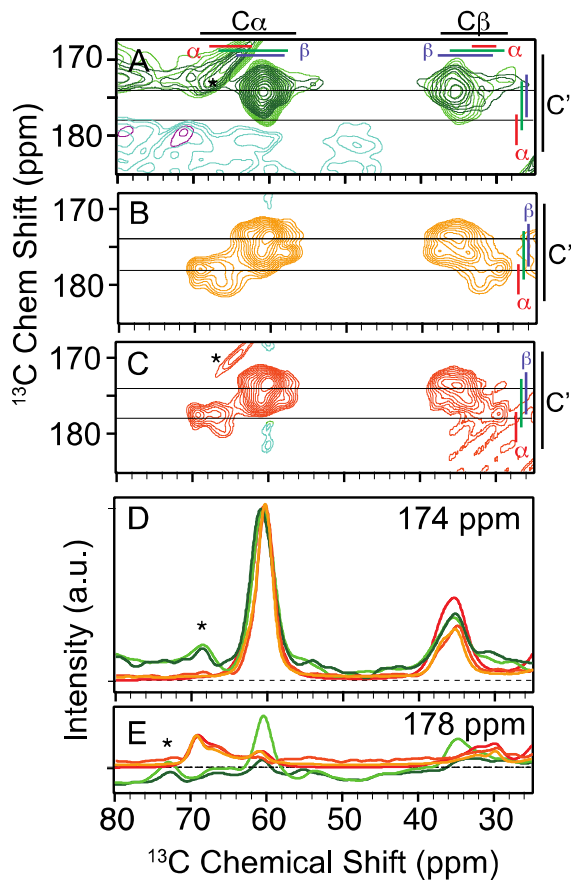 Cα Cβ
170 A α β * β α
180 C' α
13C Chem Shift (ppm)
170 B β
180 C' α
170 C * β
180 C' α
D 174 ppm
*
Intensity (a.u.)
E 178 ppm
*
80 70 60 50 40 30
13C Chemical Shift (ppm)